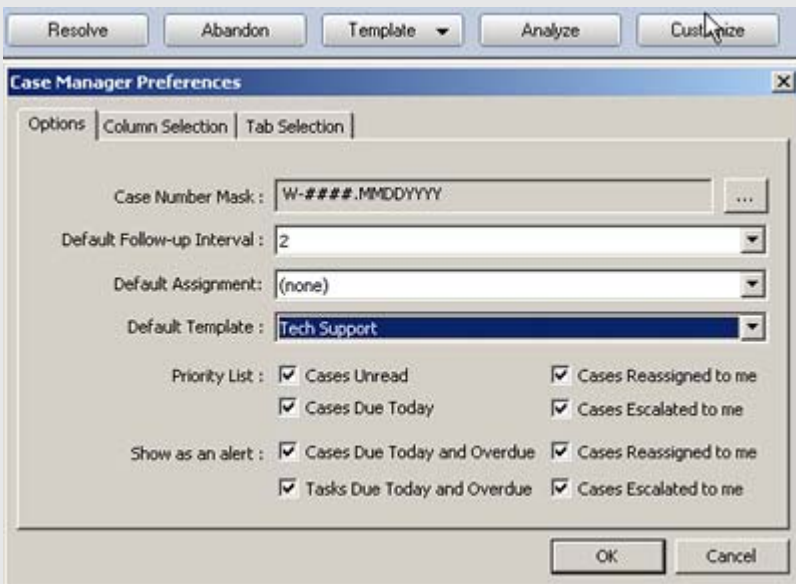 Resolve Abandon Template Analyze Customize
Case Manager Preferences
Options Column Selection Tab Selection
Case Number Mask : W-####.MMDDYYYY ...
Default Follow-up Interval : 2
Default Assignment: (none)
Default Template : Tech Support
Priority List : Cases Unread Cases Reassigned to me
Cases Due Today Cases Escalated to me
Show as an alert : Cases Due Today and Overdue Cases Reassigned to me
Tasks Due Today and Overdue Cases Escalated to me
OK Cancel